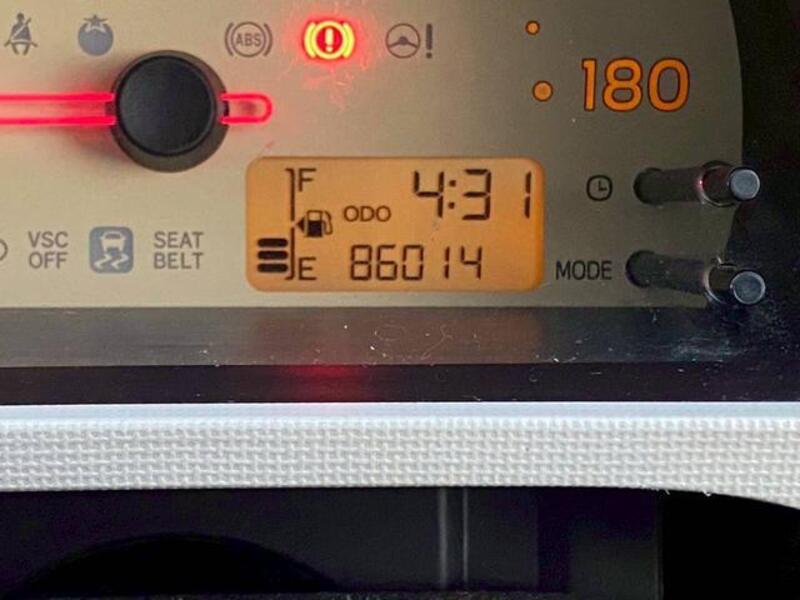 ABS
!
!
180
F
4:31
ODO
E
86014
VSC
OFF
SEAT
BELT
MODE